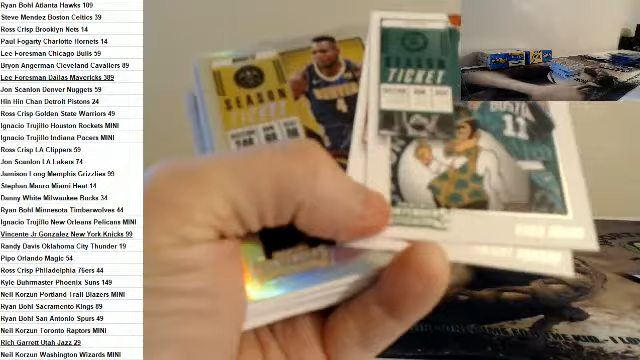 Ryan Bohl Atlanta Hawks 109
Steve Mendez Boston Celtics 39
Ross Crisp Brooklyn Nets 14
Paul Fogarty Charlotte Hornets 14
Lee Foresman Chicago Bulls 59
Bryon Angerman Cleveland Cavaliers 89
Lee Foresman Dallas Mavericks 389
Jon Scanlon Denver Nuggets 59
Hin Hin Chan Detroit Pistons 24
Ross Crisp Golden State Warriors 49
Ignacio Trujillo Houston Rockets MINI
Ignacio Trujillo Indiana Pacers MINI
Ross Crisp LA Clippers 59
Jon Scanlon LA Lakers 74
Jamison Long Memphis Grizzlies 99
Stephan Mauro Miami Heat 14
Danny White Milwaukee Bucks 34
Ryan Bohl Minnesota Timberwolves 44
Ignacio Trujillo New Orleans Pelicans MINI
Vincente Jr Gonzalez New York Knicks 99
Randy Davis Oklahoma City Thunder 19
Pipo Orlando Magic 54
Ross Crisp Philadelphia 76ers 44
Kyle Buhrmaster Phoenix Suns 149
Neil Korzun Portland Trail Blazers MINI
Ryan Bohl Sacramento Kings 89
Ryan Bohl San Antonio Spurs 49
Neil Korzun Toronto Raptors MINI
Rich Garrett Utah Jazz 29
Neil Korzun Washington Wizards MINI
SEASON
TICKET
4
SEASON
TICKET
11